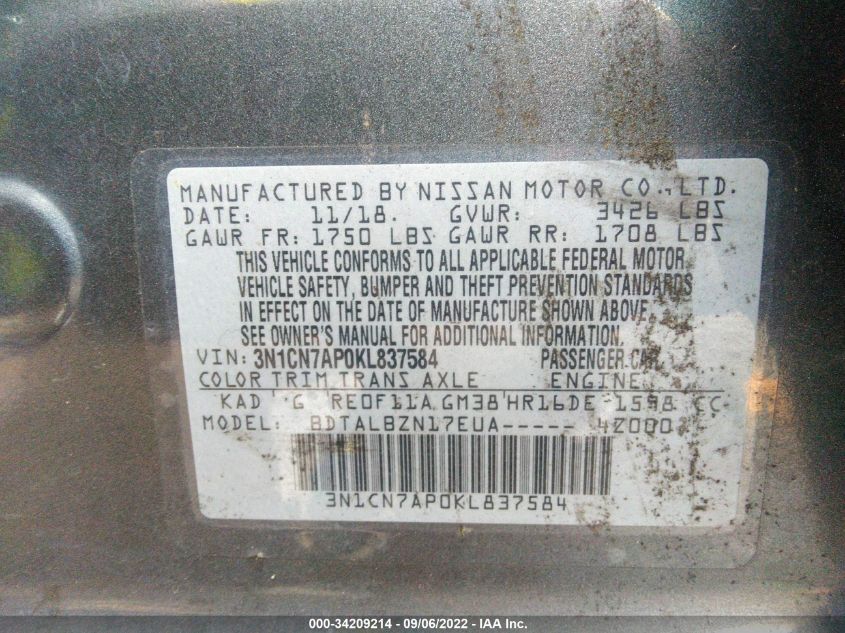 MANUFACTURED BY NISSAN MOTOR CO., LTD.
DATE: 11/18. GVWR: 3426 LBS
GAWR FR: 1750 LBS GAWR RR: 1708 LBS
THIS VEHICLE CONFORMS TO ALL APPLICABLE FEDERAL MOTOR
VEHICLE SAFETY, BUMPER AND THEFT PREVENTION STANDARDS
IN EFFECT ON THE DATE OF MANUFACTURE SHOWN ABOVE.
SEE OWNER'S MANUAL FOR ADDITIONAL INFORMATION.
VIN: 3N1CN7AP0KL837584 PASSENGER CAR
COLOR TRIM TRANS AXLE ENGINE
KAD G RE0F11A GM38 HR16DE 1598 CC
MODEL: BDTALBZN17EUA----- 4Z000
3N1CN7AP0KL837584
000-34209214 - 09/06/2022 - IAA Inc.